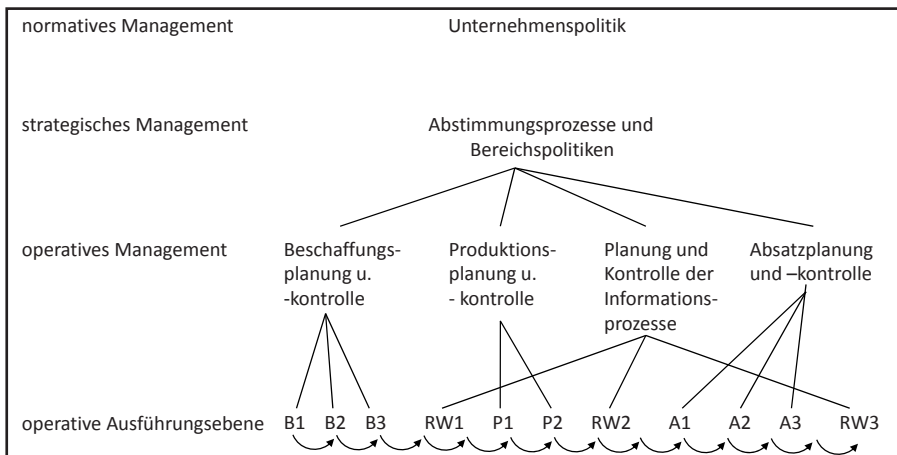 normatives Management Unternehmenspolitik
strategisches Management Abstimmungsprozesse und
Bereichspolitiken
operatives Management Beschaffungs- Produktions- Planung und Absatzplanung
planung u. planung u. Kontrolle der und –kontrolle
-kontrolle - kontrolle Informations-
prozesse
operative Ausführungsebene B1 B2 B3 RW1 P1 P2 RW2 A1 A2 A3 RW3